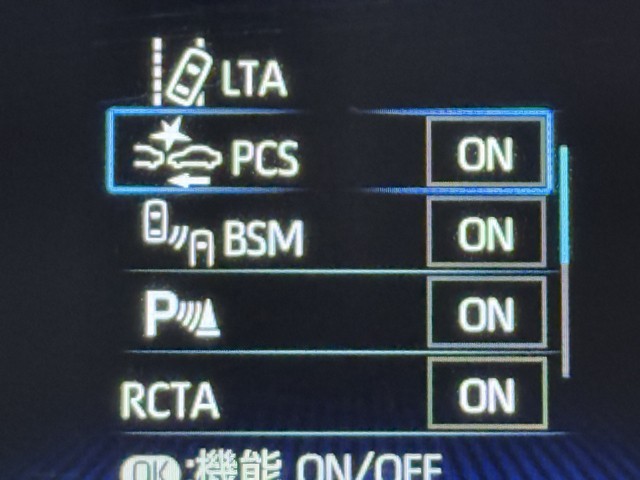 LTA
PCS ON
BSM ON
P ON
RCTA ON
OK :機能 ON/OFF